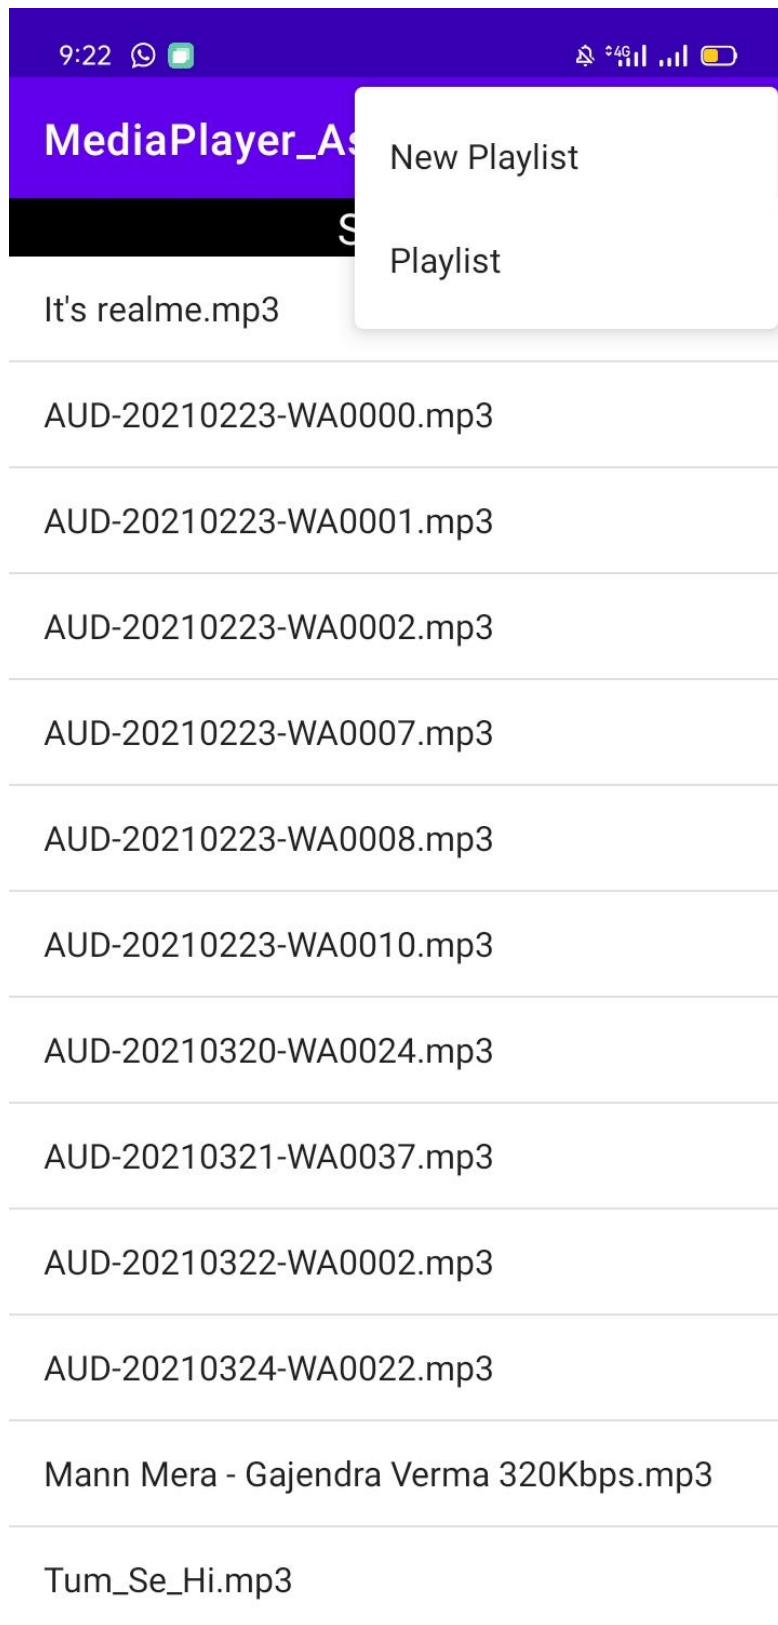 9:22
4G
MediaPlayer_As
New Playlist
Playlist
It's realme.mp3
AUD-20210223-WA0000.mp3
AUD-20210223-WA0001.mp3
AUD-20210223-WA0002.mp3
AUD-20210223-WA0007.mp3
AUD-20210223-WA0008.mp3
AUD-20210223-WA0010.mp3
AUD-20210320-WA0024.mp3
AUD-20210321-WA0037.mp3
AUD-20210322-WA0002.mp3
AUD-20210324-WA0022.mp3
Mann Mera - Gajendra Verma 320Kbps.mp3
Tum_Se_Hi.mp3